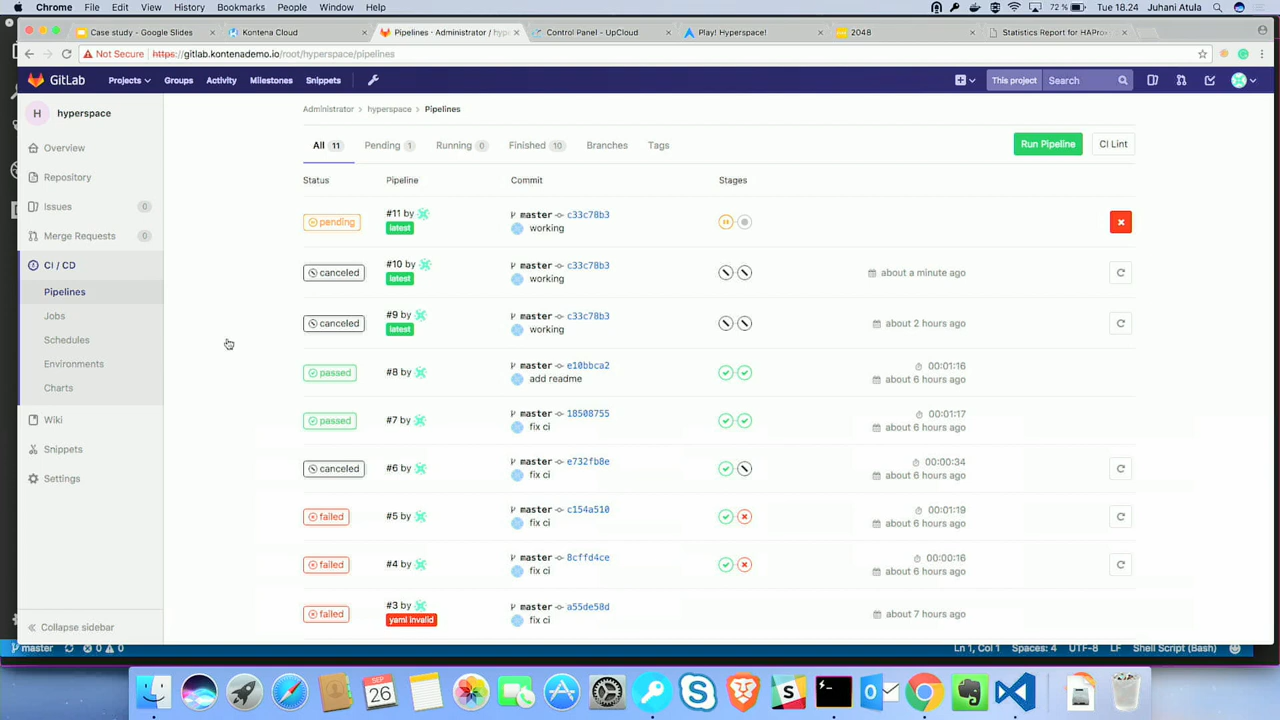 Chrome File Edit View History Bookmarks People Window Help 72 % Tue 18.24 Juhani Atula
Case study - Google Slides Kontena Cloud Pipelines · Administrator / hyp Control Panel - UpCloud Play! Hyperspace! 2048 Statistics Report for HAProx
Not Secure https://gitlab.kontenademo.io/root/hyperspace/pipelines
GitLab Projects Groups Activity Milestones Snippets This project Search
H hyperspace
Overview
Repository
Issues 0
Merge Requests 0
CI / CD
Pipelines
Jobs
Schedules
Environments
Charts
Wiki
Snippets
Settings
Collapse sidebar
Administrator > hyperspace > Pipelines
All 11 Pending 1 Running 0 Finished 10 Branches Tags Run Pipeline CI Lint
Status Pipeline Commit Stages
pending #11 by latest master c33c78b3 working
canceled #10 by latest master c33c78b3 working about a minute ago
canceled #9 by latest master c33c78b3 working about 2 hours ago
passed #8 by master e10bbca2 add readme 00:01:16 about 6 hours ago
passed #7 by master 18508755 fix ci 00:01:17 about 6 hours ago
canceled #6 by master e732fb8e fix ci 00:00:34 about 6 hours ago
failed #5 by master c154a510 fix ci 00:01:19 about 6 hours ago
failed #4 by master 8cffd4ce fix ci 00:00:16 about 6 hours ago
failed #3 by yaml invalid master a55de58d fix ci about 7 hours ago
master 0 0 Ln 1, Col 1 Spaces: 4 UTF-8 LF Shell Script (Bash)
SEP
26